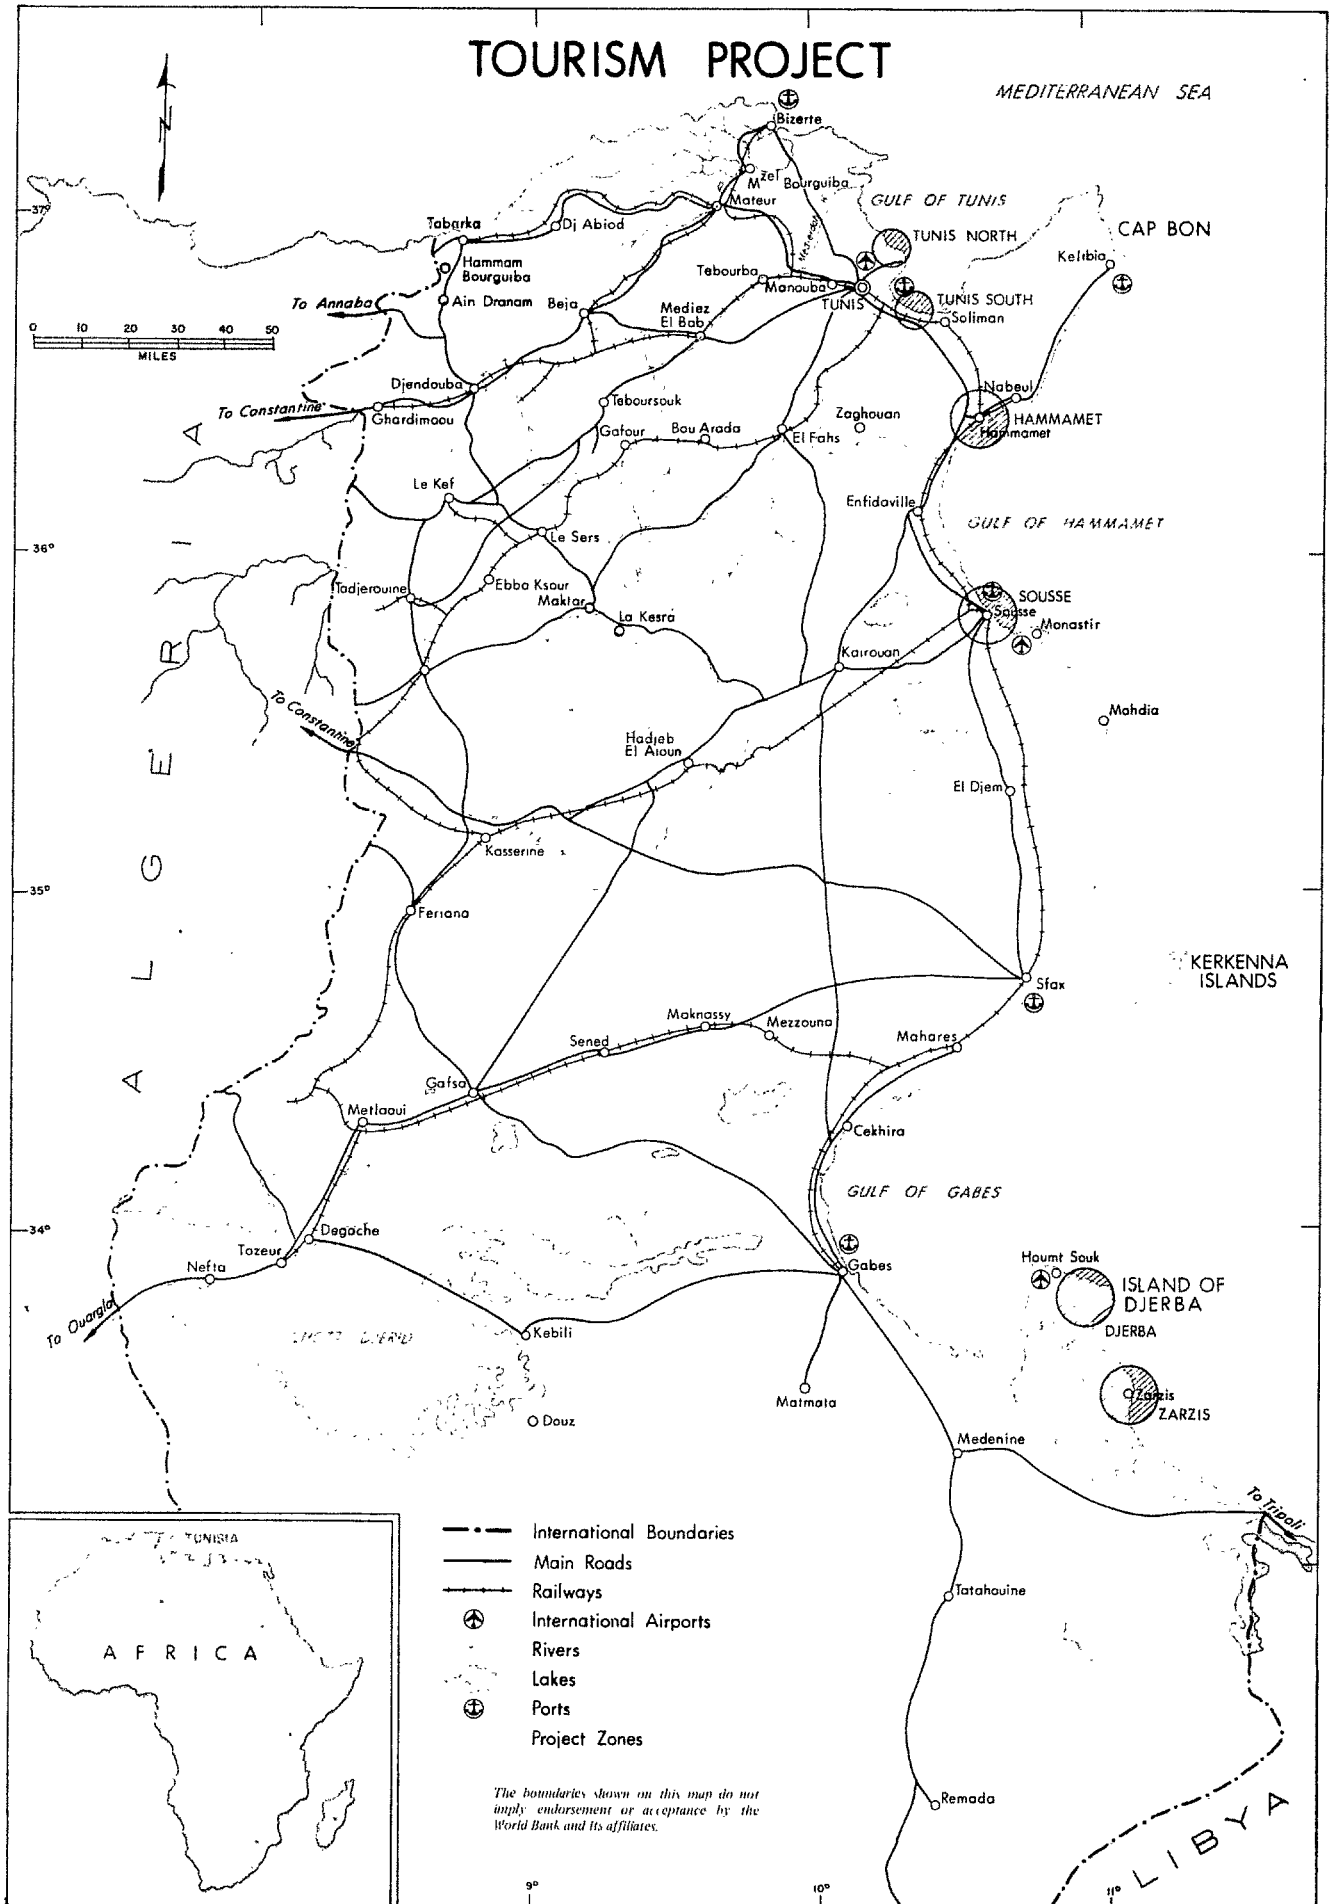 TOURISM PROJECT
MEDITERRANEAN SEA
Z
Bizerte
Mzel Bourguiba
GULF OF TUNIS
37°
Mateur
Tabarka
Dj Abiod
TUNIS NORTH
CAP BON
Kelibia
Hammam
Bourguiba
Tebourba
Manouba
TUNIS
To Annaba
Ain Dranam
Beja
Mediez
El Bab
TUNIS SOUTH
Soliman
0 10 20 30 40 50
MILES
Djendouba
Nabeul
To Constantine
Ghardimaou
Teboursouk
Zaghouan
HAMMAMET
Hammamet
Gafour
Bou Arada
El Fahs
Le Kef
Enfidaville
GULF OF HAMMAMET
36°
Le Sers
Tadjerouine
Ebba Ksour
Maktar
La Kesra
SOUSSE
Sousse
Monastir
Kairouan
To Constantine
Mahdia
Hadjeb
El Aioun
El Djem
ALGERIA
Kasserine
35°
Feriana
KERKENNA
ISLANDS
Sfax
Maknassy
Mezzouna
Sened
Mahares
Gafsa
Metlaoui
Cekhira
GULF OF GABES
34°
Degache
Tozeur
Nefta
Gabes
Houmt Souk
ISLAND OF
DJERBA
DJERBA
To Ouargla
CHOTT DJERID
Kebili
Matmata
Zarzis
ZARZIS
Douz
Medenine
To Tripoli
TUNISIA
AFRICA
International Boundaries
Main Roads
Railways
International Airports
Rivers
Lakes
Ports
Project Zones
Tatahouine
The boundaries shown on this map do not
imply endorsement or acceptance by the
World Bank and its affiliates.
Remada
LIBYA
9°
10°
11°